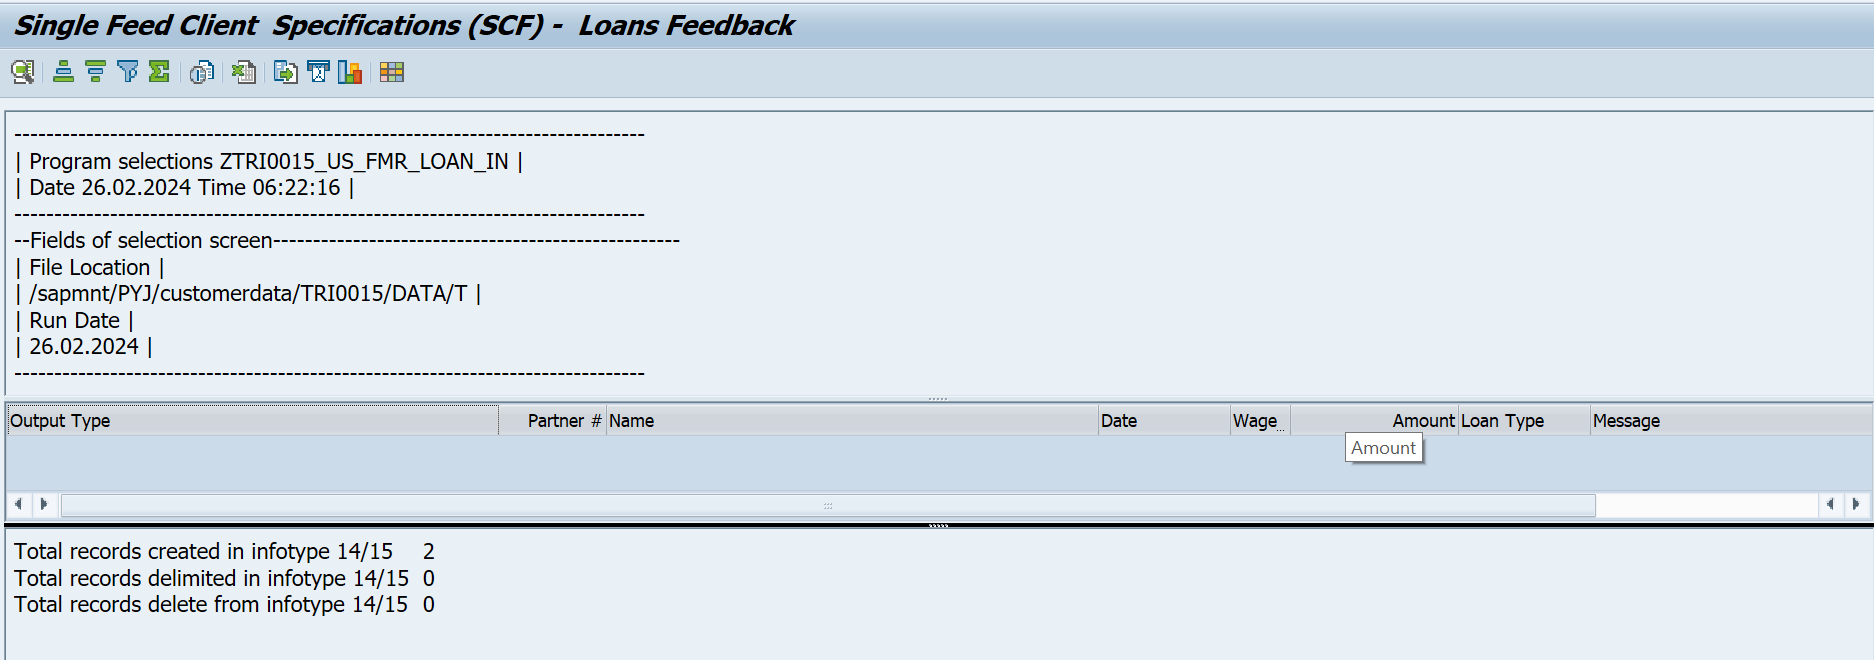 Single Feed Client  Specifications (SCF) -  Loans Feedback
--------------------------------------------------------------------------------
| Program selections ZTRI0015_US_FMR_LOAN_IN |
| Date 26.02.2024 Time 06:22:16 |
--------------------------------------------------------------------------------
--Fields of selection screen----------------------------------------------------
| File Location |
| /sapmnt/PYJ/customerdata/TRI0015/DATA/T |
| Run Date |
| 26.02.2024 |
--------------------------------------------------------------------------------
Output Type Partner # Name Date Wage... Amount Loan Type Message
Amount
Total records created in infotype 14/15 2
Total records delimited in infotype 14/15 0
Total records delete from infotype 14/15 0